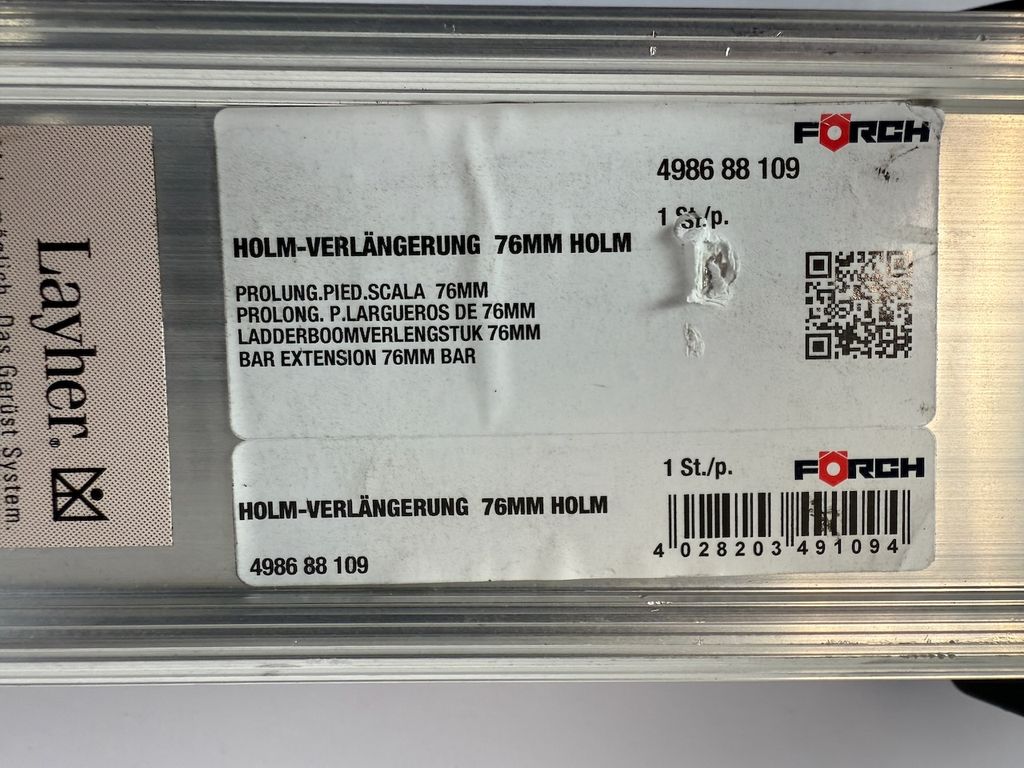 FÖRCH
4986 88 109
1 St./p.
HOLM-VERLÄNGERUNG 76MM HOLM
PROLUNG.PIED.SCALA 76MM
PROLONG. P.LARGUEROS DE 76MM
LADDERBOOMVERLENGSTUK 76MM
BAR EXTENSION 76MM BAR
1 St./p.
FÖRCH
HOLM-VERLÄNGERUNG 76MM HOLM
4986 88 109
4 028203 491094
Layher.
Das Gerüst System